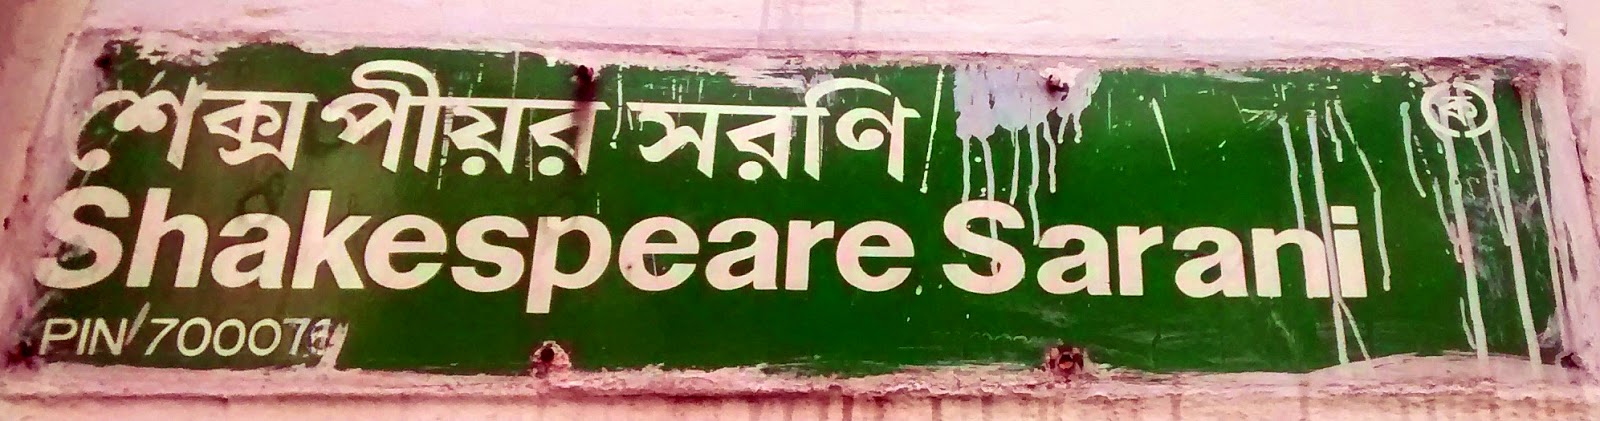 শেক্সপীয়র সরণি
Shakespeare Sarani
PIN 700071